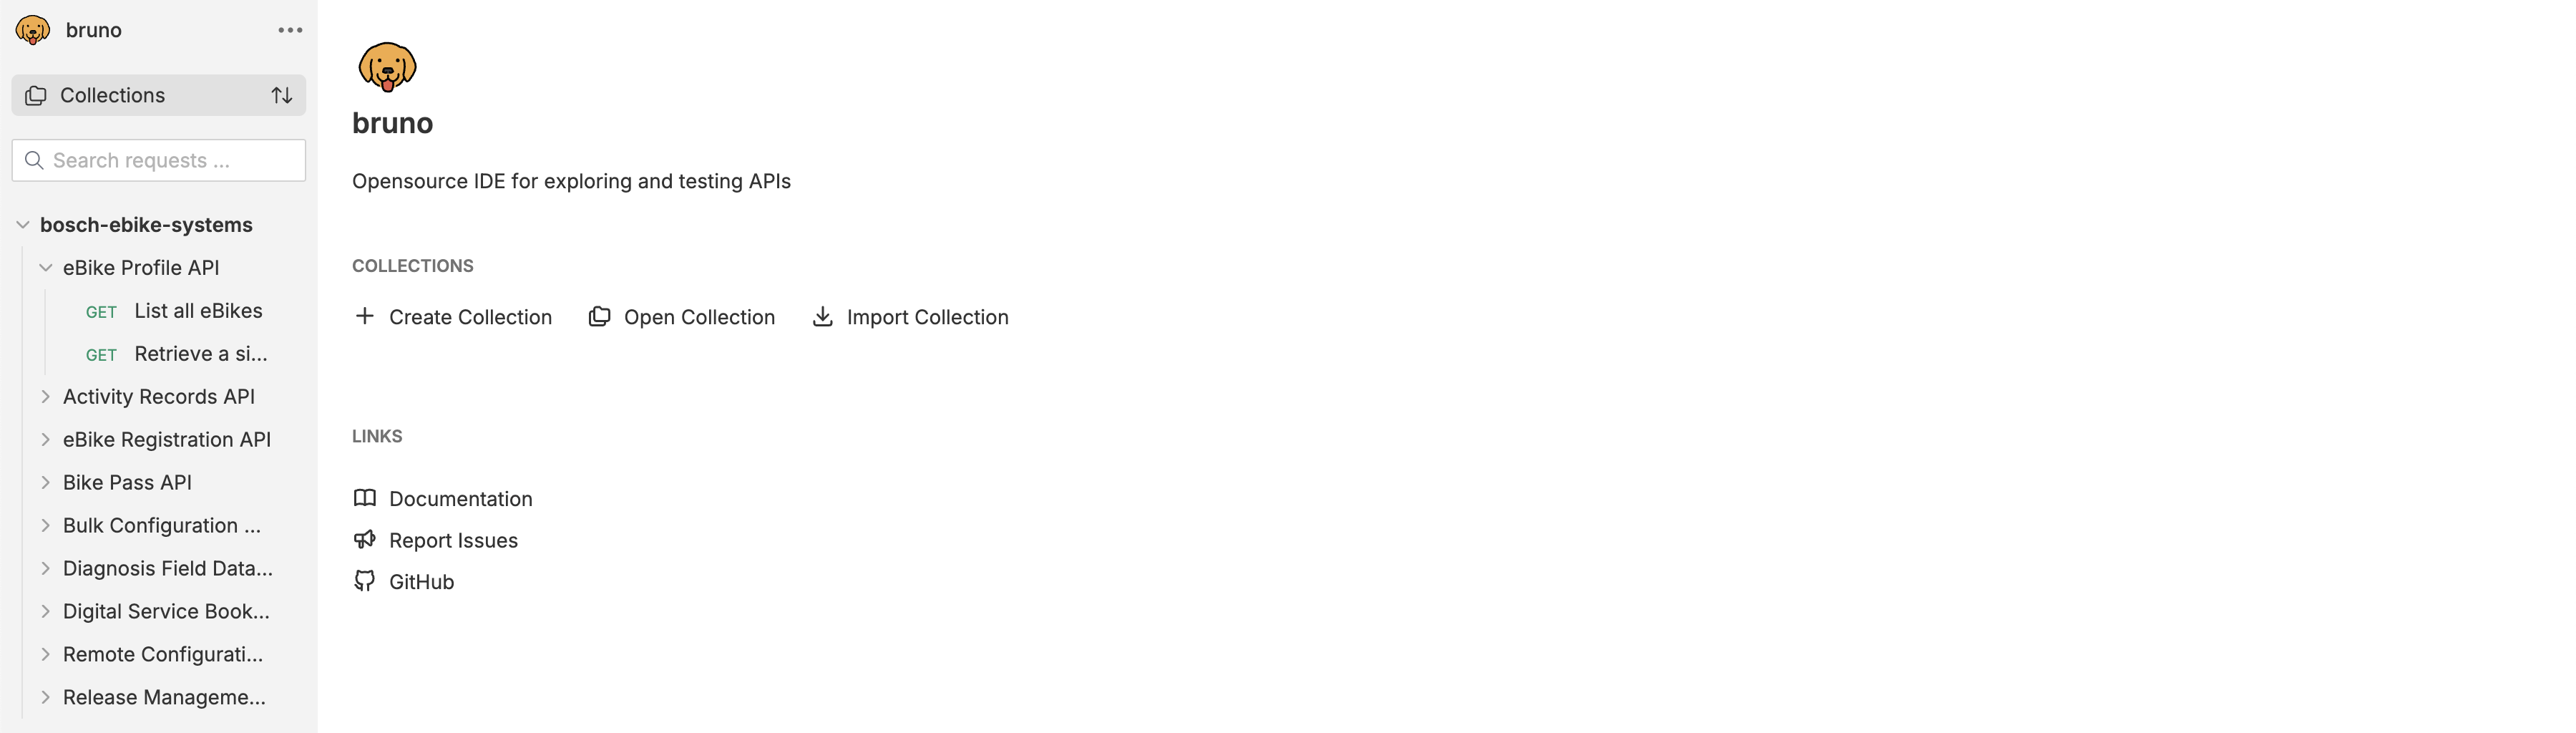 bruno
Collections
Search requests ...
bosch-ebike-systems
eBike Profile API
GET List all eBikes
GET Retrieve a si...
Activity Records API
eBike Registration API
Bike Pass API
Bulk Configuration ...
Diagnosis Field Data...
Digital Service Book...
Remote Configurati...
Release Manageme...
bruno
Opensource IDE for exploring and testing APIs
COLLECTIONS
Create Collection Open Collection Import Collection
LINKS
Documentation
Report Issues
GitHub